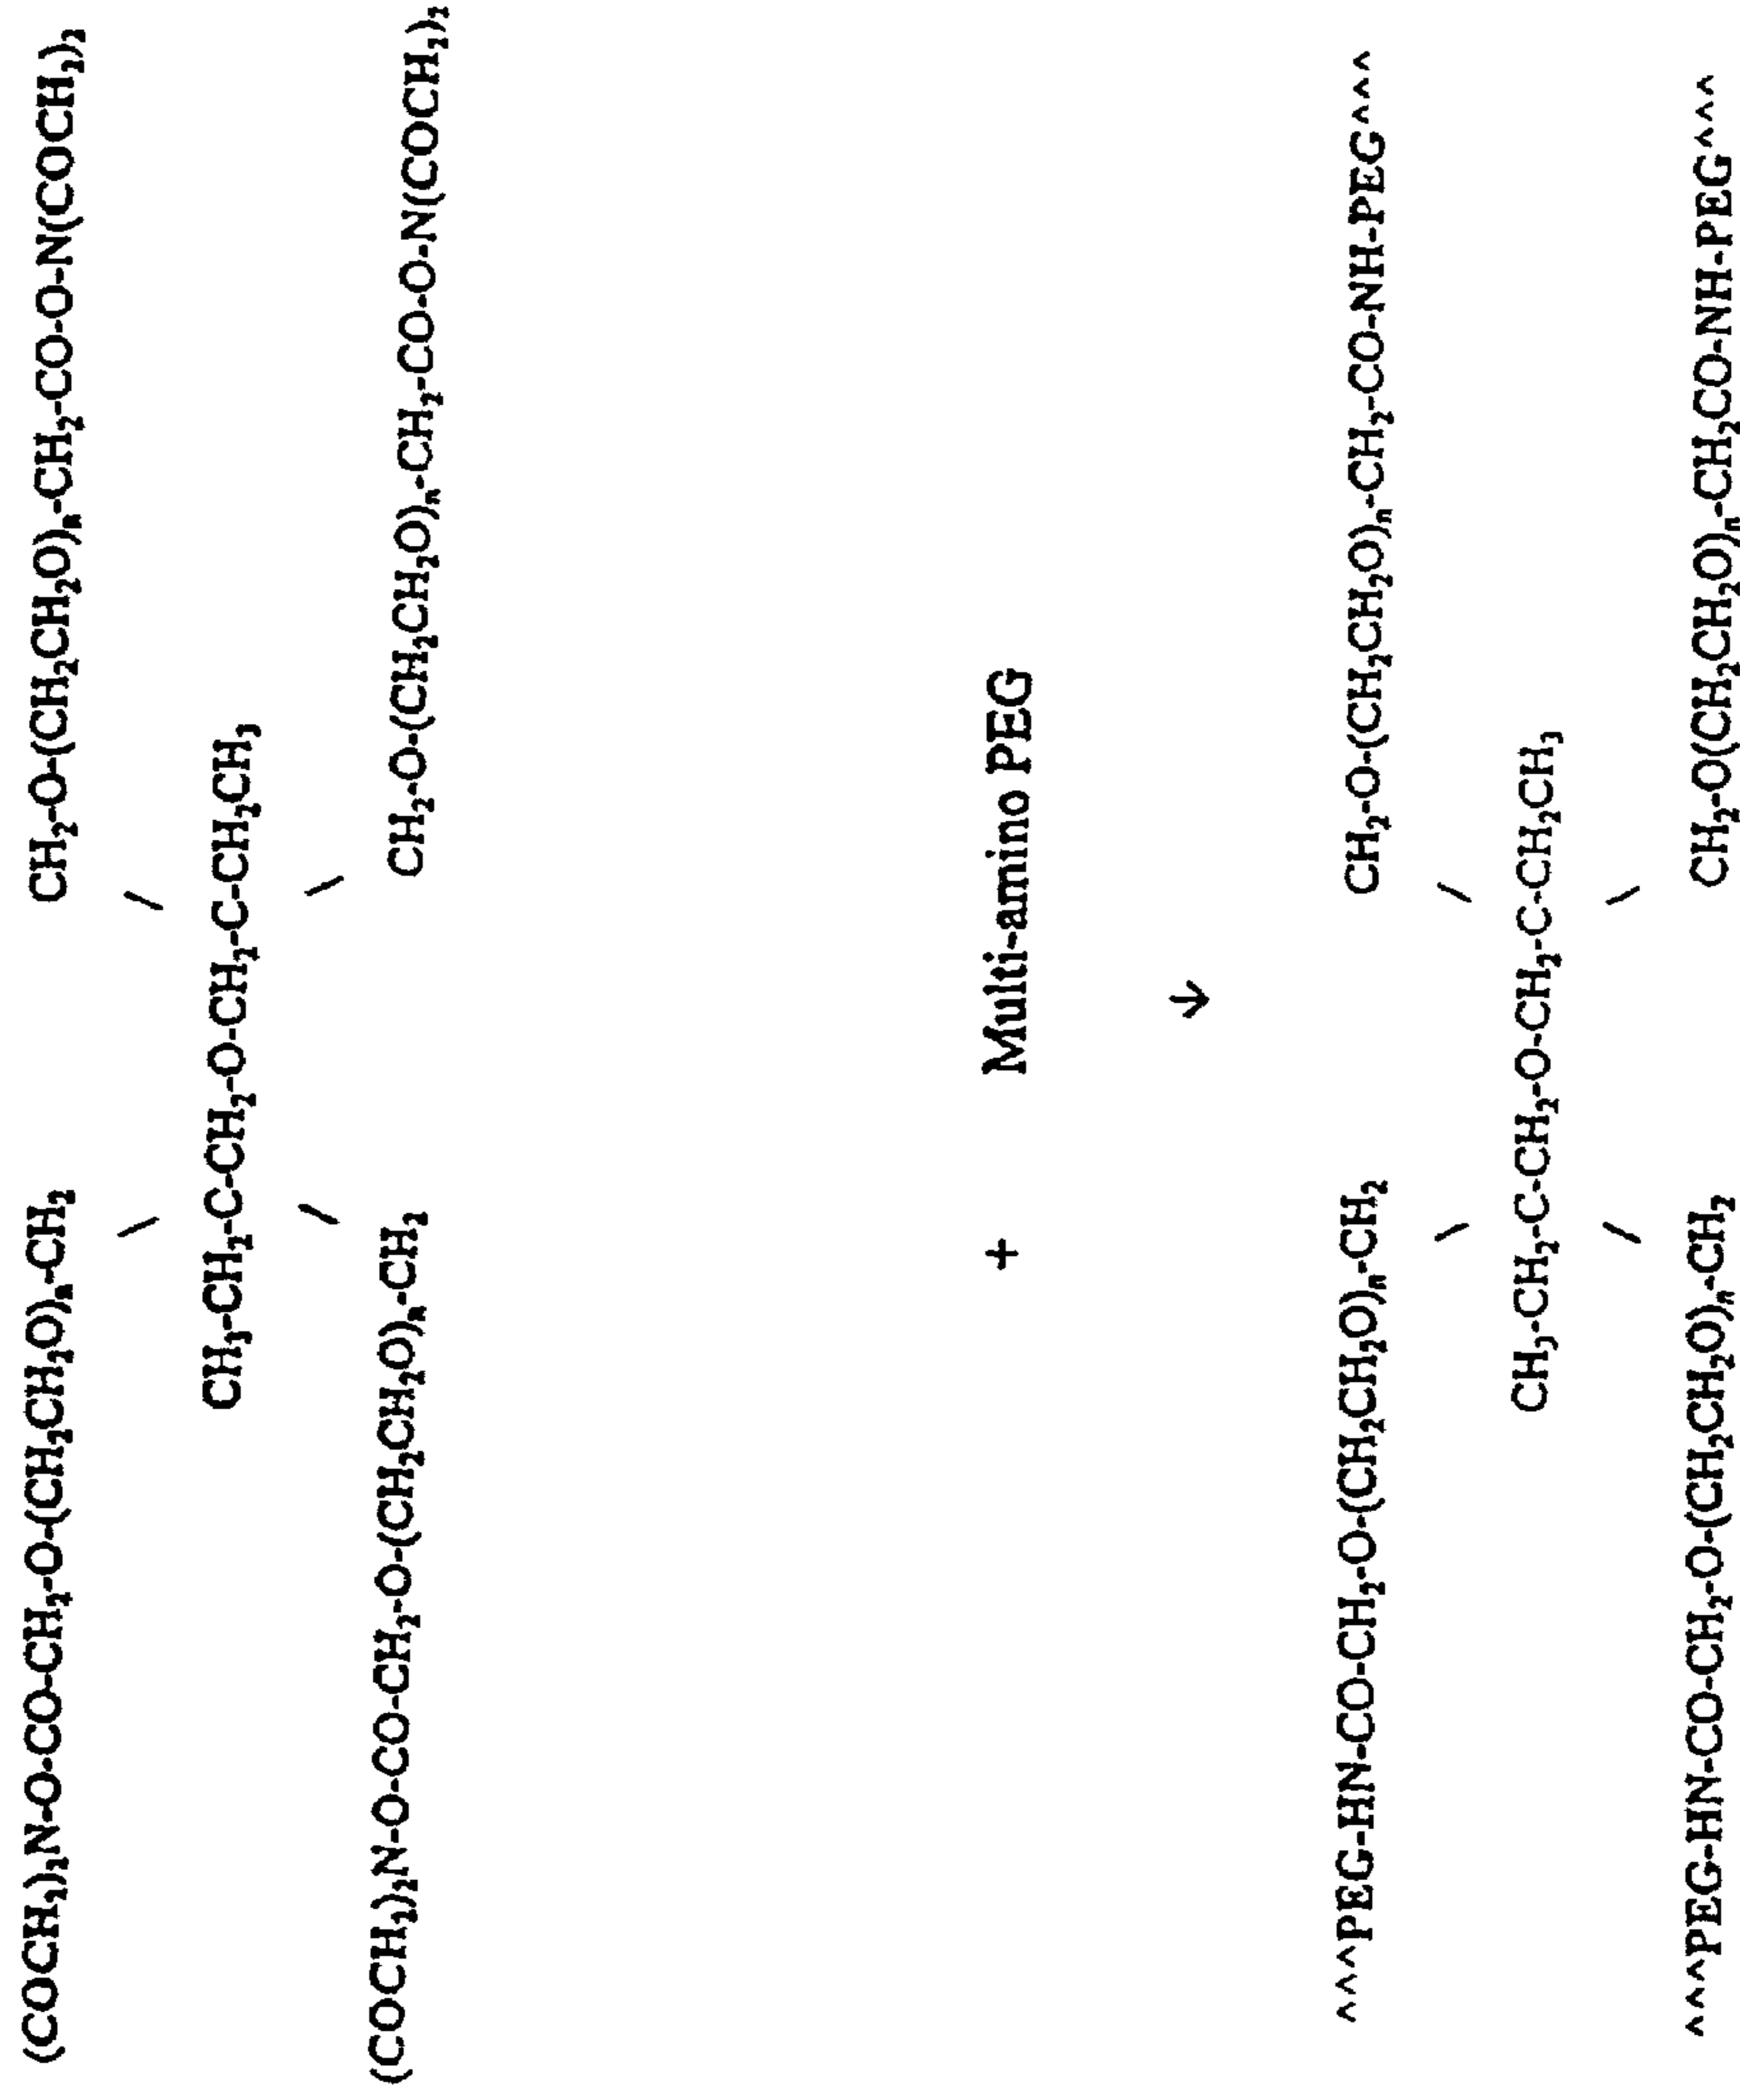 (COCH₂)₂N-O-CO-CH₂-O-(CH₂CH₂O)ₙ-CH₂ CH₂-O-(CH₂CH₂O)ₙ-CH₂-CO-O-N(COCH₂)₂
\ /
CH₃-CH₂-C-CH₂-O-CH₂-C-CH₂CH₃
/ \
(COCH₂)₂N-O-CO-CH₂-O-(CH₂CH₂O)ₙ-CH₂ CH₂-O-(CH₂CH₂O)ₙ-CH₂-CO-O-N(COCH₂)₂
+ Multi-amino PEG
↓
^^^PEG-HN-CO-CH₂-O-(CH₂CH₂O)ₙ-CH₂ CH₂-O-(CH₂CH₂O)ₙ-CH₂-CO-NH-PEG^^^
\ /
CH₃-CH₂-C-CH₂-O-CH₂-C-CH₂CH₃
/ \
^^^PEG-HN-CO-CH₂-O-(CH₂CH₂O)ₙ-CH₂ CH₂-O(CH₂CH₂O)ₙ-CH₂CO-NH-PEG^^^^